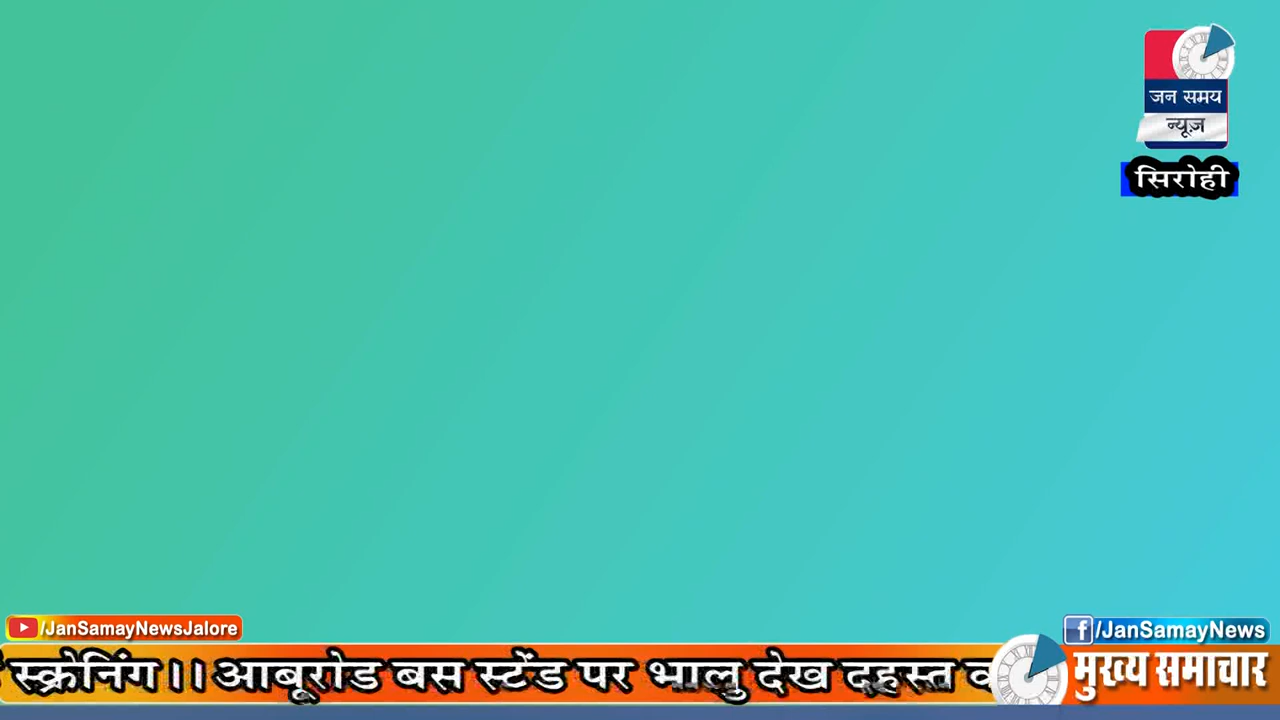 जन समय
न्यूज़
सिरोही
/JanSamayNewsJalore
/JanSamayNews
स्क्रेनिंग।। आबूरोड बस स्टेंड पर भालु देख दहस्त
मुख्य समाचार